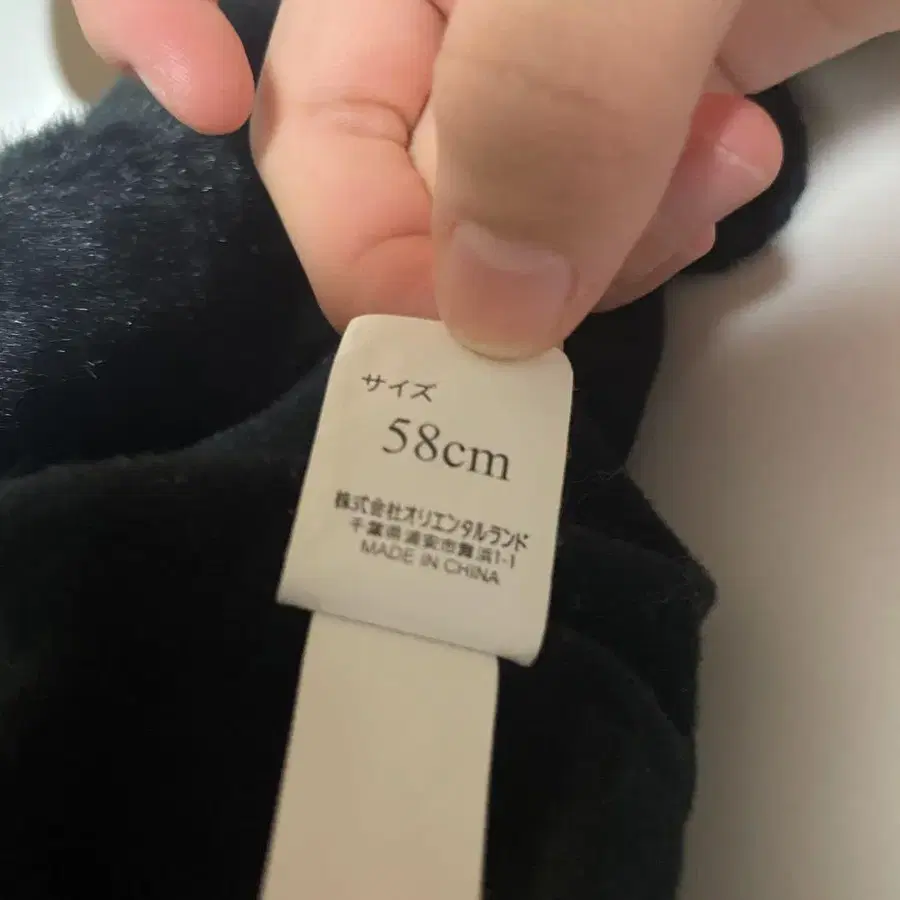 サイズ
58cm
株式会社オリエンタルランド
千葉県浦安市舞浜1-1
MADE IN CHINA